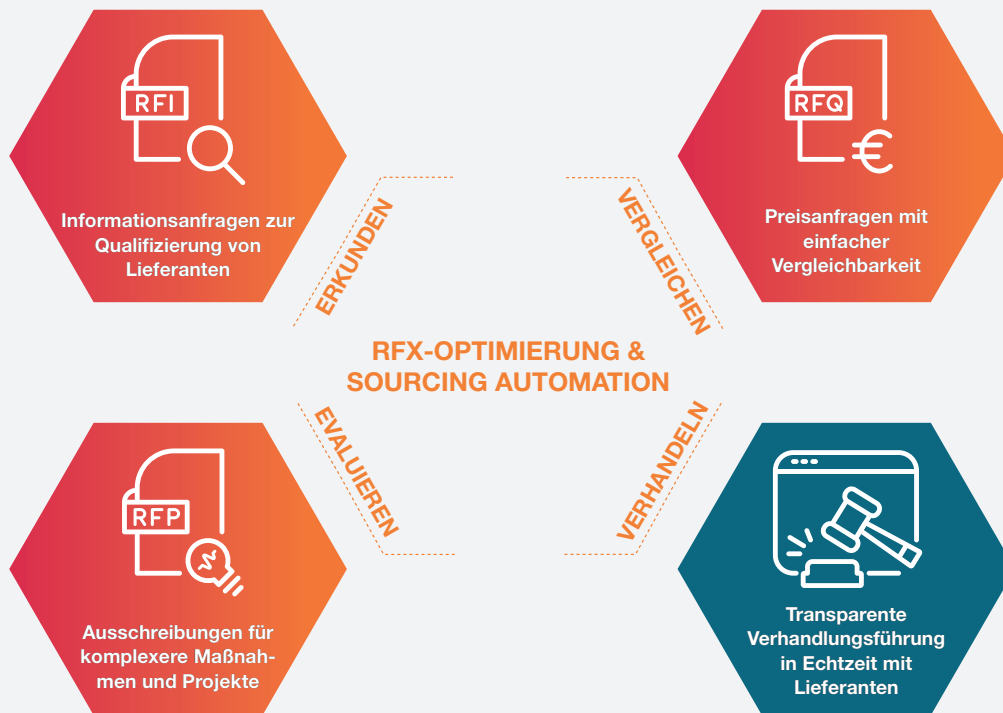 RFI
Informationsanfragen zur
Qualifizierung von
Lieferanten
RFQ
Preisanfragen mit
einfacher
Vergleichbarkeit
ERKUNDEN
VERGLEICHEN
RFX-OPTIMIERUNG &
SOURCING AUTOMATION
EVALUIEREN
VERHANDELN
RFP
Ausschreibungen für
komplexere Maßnah-
men und Projekte
Transparente
Verhandlungsführung
in Echtzeit mit
Lieferanten